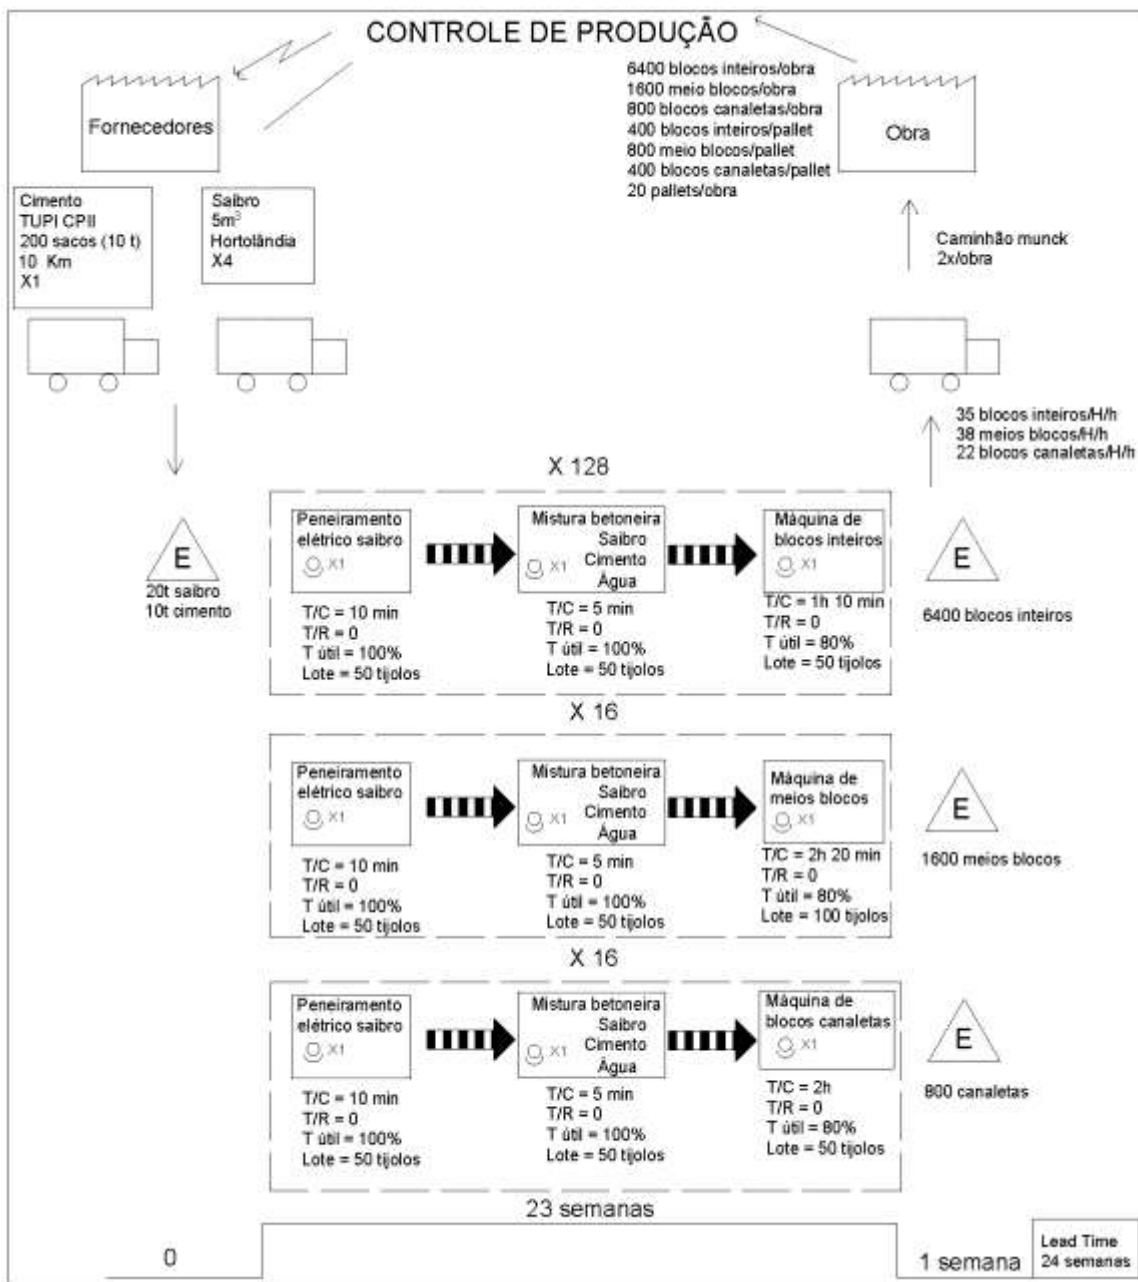 CONTROLE DE PRODUÇÃO
Fornecedores
Cimento
TUPI CPII
200 sacos (10 t)
10 Km
X1
Saibro
5m³
Hortolândia
X4
6400 blocos inteiros/obra
1600 meio blocos/obra
800 blocos canaletas/obra
400 blocos inteiros/pallet
800 meio blocos/pallet
400 blocos canaletas/pallet
20 pallets/obra
Obra
Caminhão munck
2x/obra
35 blocos inteiros/H/h
38 meios blocos/H/h
22 blocos canaletas/H/h
E
20t saibro
10t cimento
X 128
Peneiramento
elétrico saibro
X1
T/C = 10 min
T/R = 0
T útil = 100%
Lote = 50 tijolos
Mistura betoneira
Saibro
X1 Cimento
Água
T/C = 5 min
T/R = 0
T útil = 100%
Lote = 50 tijolos
Máquina de
blocos inteiros
X1
T/C = 1h 10 min
T/R = 0
T útil = 80%
Lote = 50 tijolos
E
6400 blocos inteiros
X 16
Peneiramento
elétrico saibro
X1
T/C = 10 min
T/R = 0
T útil = 100%
Lote = 50 tijolos
Mistura betoneira
Saibro
X1 Cimento
Água
T/C = 5 min
T/R = 0
T útil = 100%
Lote = 50 tijolos
Máquina de
meios blocos
X1
T/C = 2h 20 min
T/R = 0
T útil = 80%
Lote = 100 tijolos
E
1600 meios blocos
X 16
Peneiramento
elétrico saibro
X1
T/C = 10 min
T/R = 0
T útil = 100%
Lote = 50 tijolos
Mistura betoneira
Saibro
X1 Cimento
Água
T/C = 5 min
T/R = 0
T útil = 100%
Lote = 50 tijolos
Máquina de
blocos canaletas
X1
T/C = 2h
T/R = 0
T útil = 80%
Lote = 50 tijolos
E
800 canaletas
0
23 semanas
1 semana
Lead Time
24 semanas